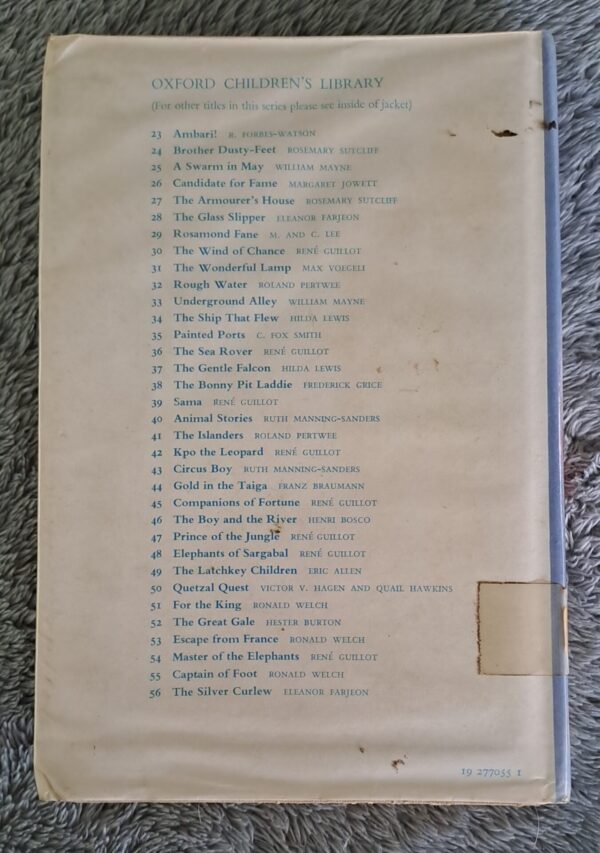 OXFORD CHILDREN'S LIBRARY
(For other titles in this series please see inside of jacket)
23 Ambari! R. FORBES-WATSON
24 Brother Dusty-Feet ROSEMARY SUTCLIFF
25 A Swarm in May WILLIAM MAYNE
26 Candidate for Fame MARGARET JOWETT
27 The Armourer's House ROSEMARY SUTCLIFF
28 The Glass Slipper ELEANOR FARJEON
29 Rosamond Fane M. AND C. LEE
30 The Wind of Chance RENÉ GUILLOT
31 The Wonderful Lamp MAX VOEGELI
32 Rough Water ROLAND PERTWEE
33 Underground Alley WILLIAM MAYNE
34 The Ship That Flew HILDA LEWIS
35 Painted Ports C. FOX SMITH
36 The Sea Rover RENÉ GUILLOT
37 The Gentle Falcon HILDA LEWIS
38 The Bonny Pit Laddie FREDERICK GRICE
39 Sama RENÉ GUILLOT
40 Animal Stories RUTH MANNING-SANDERS
41 The Islanders ROLAND PERTWEE
42 Kpo the Leopard RENÉ GUILLOT
43 Circus Boy RUTH MANNING-SANDERS
44 Gold in the Taiga FRANZ BRAUMANN
45 Companions of Fortune RENÉ GUILLOT
46 The Boy and the River HENRI BOSCO
47 Prince of the Jungle RENÉ GUILLOT
48 Elephants of Sargabal RENÉ GUILLOT
49 The Latchkey Children ERIC ALLEN
50 Quetzal Quest VICTOR V. HAGEN AND QUAIL HAWKINS
51 For the King RONALD WELCH
52 The Great Gale HESTER BURTON
53 Escape from France RONALD WELCH
54 Master of the Elephants RENÉ GUILLOT
55 Captain of Foot RONALD WELCH
56 The Silver Curlew ELEANOR FARJEON
19 277055 1